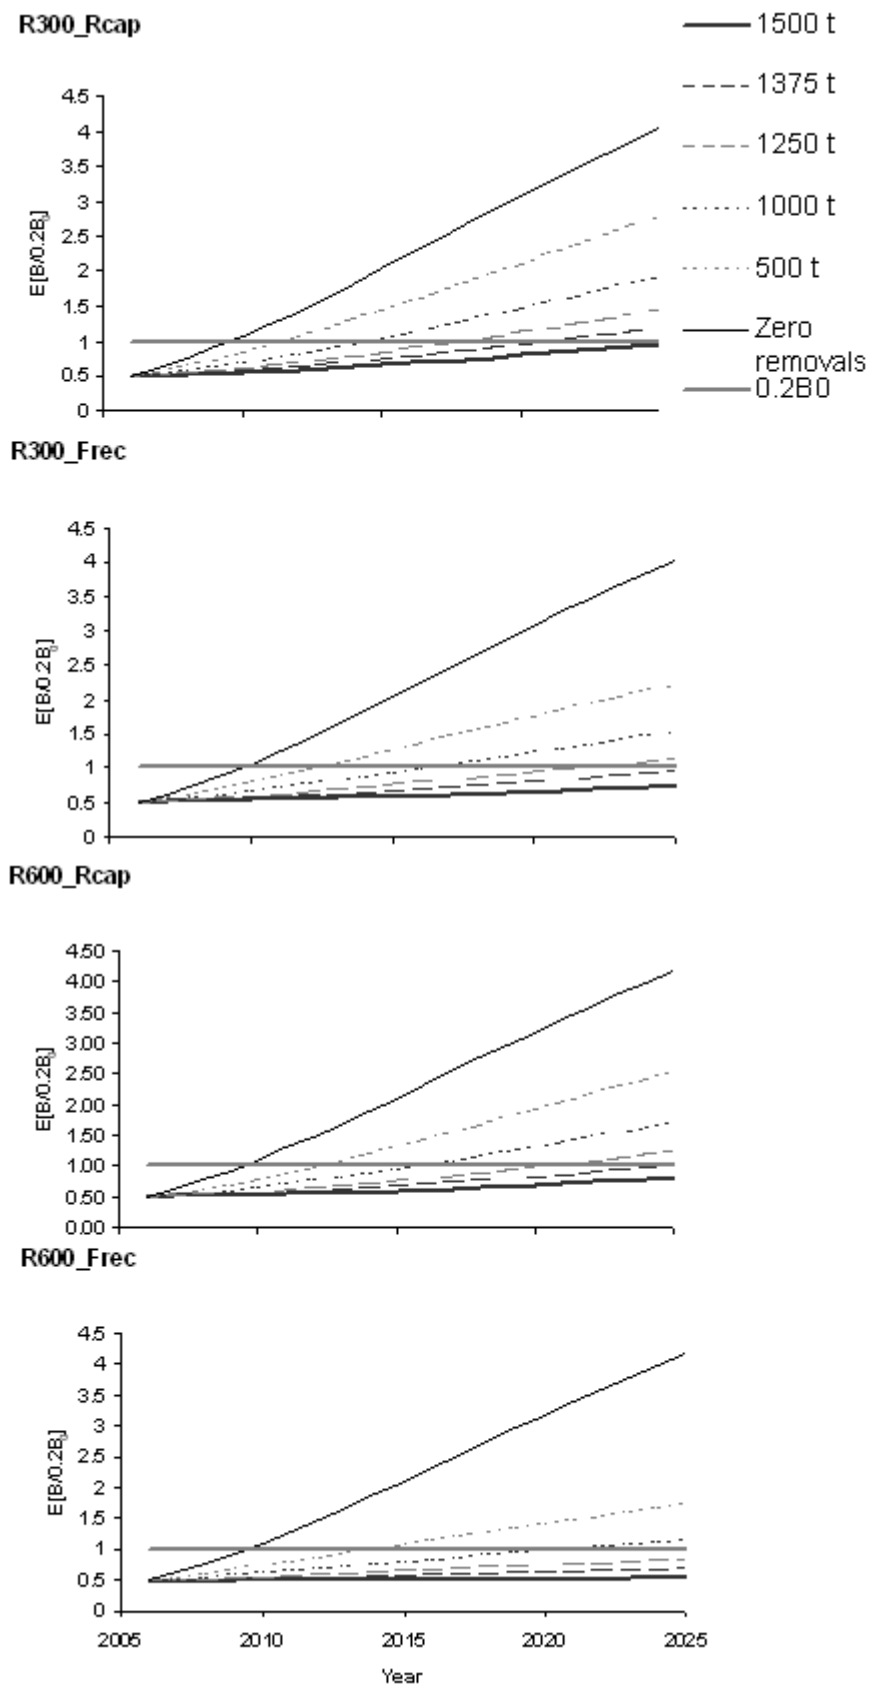 R300_Rcap
1500 t
1375 t
1250 t
1000 t
500 t
Zero
removals
0.2B0
4.5
4
3.5
3
2.5
2
1.5
1
0.5
0
E[B/0.2B0]
R300_Frec
4.5
4
3.5
3
2.5
2
1.5
1
0.5
0
E[B/0.2B0]
R600_Rcap
4.50
4.00
3.50
3.00
2.50
2.00
1.50
1.00
0.50
0.00
E[B/0.2B0]
R600_Frec
4.5
4
3.5
3
2.5
2
1.5
1
0.5
0
E[B/0.2B0]
2005 2010 2015 2020 2025
Year